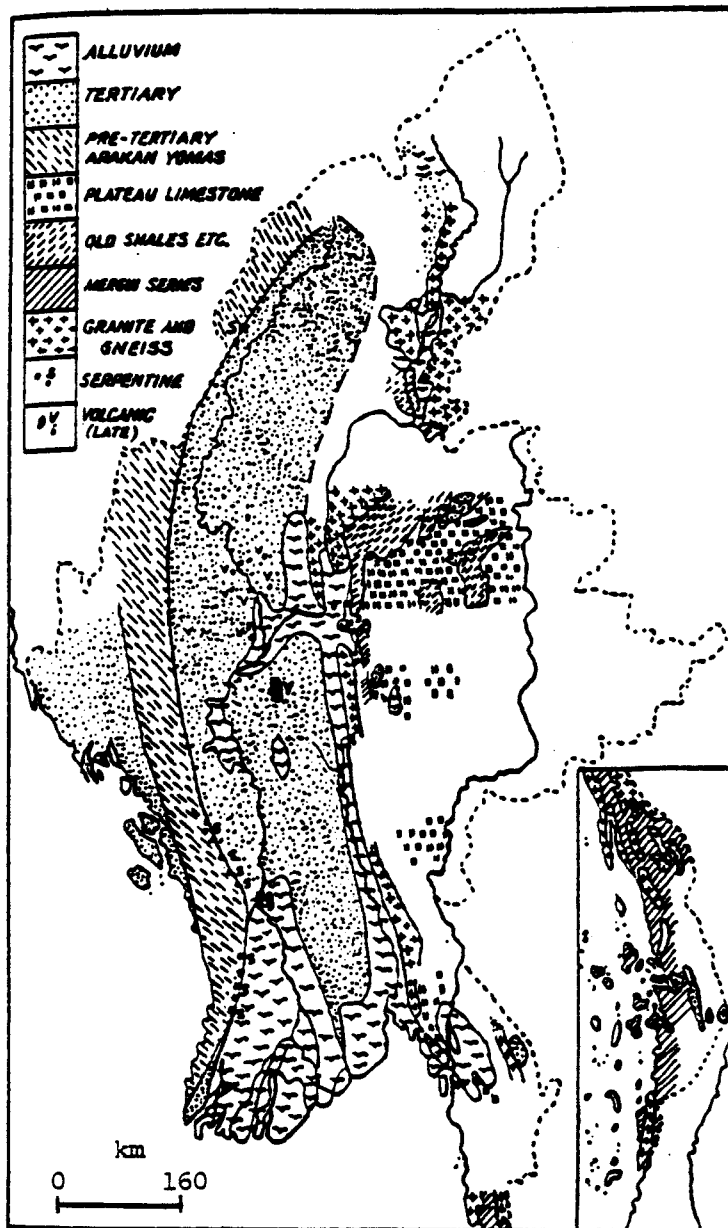 ALLUVIUM
TERTIARY
PRE-TERTIARY
ARAKAN YOMAS
PLATEAU LIMESTONE
OLD SHALES ETC.
MERGUI SERIES
GRANITE AND
GNEISS
S
SERPENTINE
V
VOLCANIC
(LATE)
km
0 160